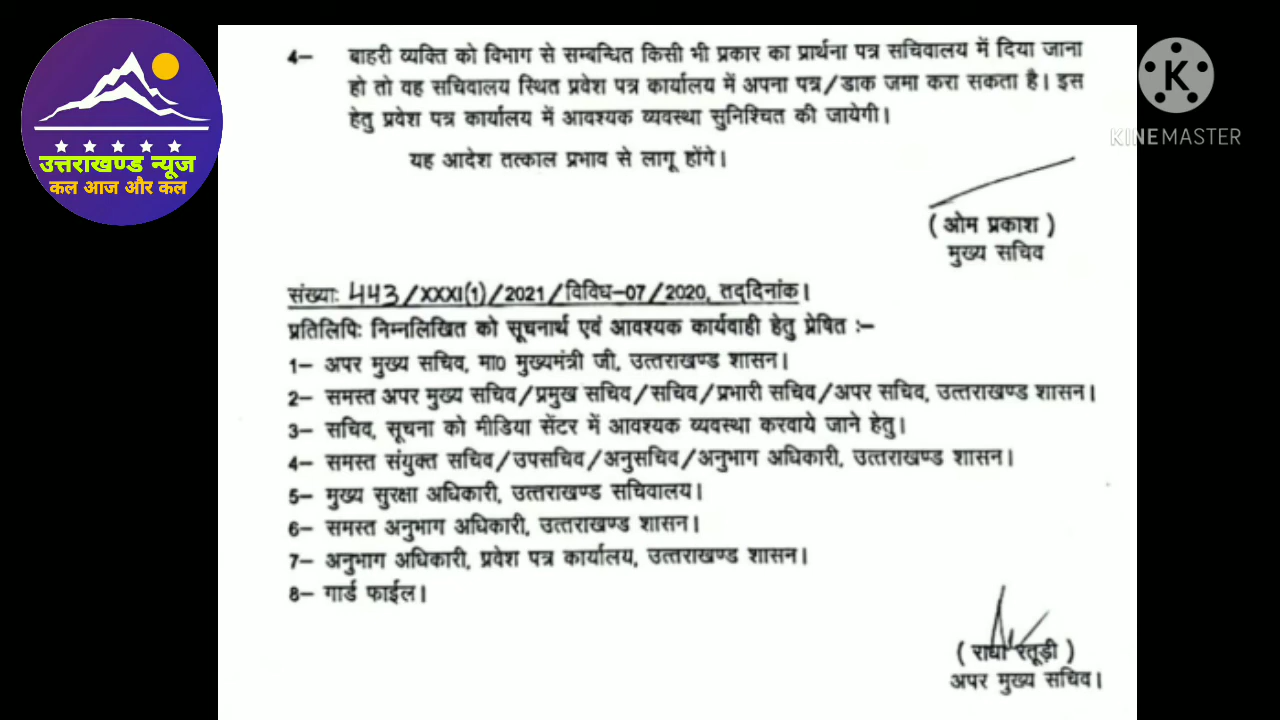 4– बाहरी व्यक्ति को विभाग से सम्बन्धित किसी भी प्रकार का प्रार्थना पत्र सचिवालय में दिया जाना
हो तो वह सचिवालय स्थित प्रवेश पत्र कार्यालय में अपना पत्र/डाक जमा करा सकता है। इस
हेतु प्रवेश पत्र कार्यालय में आवश्यक व्यवस्था सुनिश्चित की जायेगी।
यह आदेश तत्काल प्रभाव से लागू होंगे।
(ओम प्रकाश)
मुख्य सचिव
संख्याः 443/XXXI(1)/2021/विविध–07/2020, तद्दिनांक।
प्रतिलिपिः निम्नलिखित को सूचनार्थ एवं आवश्यक कार्यवाही हेतु प्रेषित :–
1– अपर मुख्य सचिव, मा0 मुख्यमंत्री जी, उत्तराखण्ड शासन।
2– समस्त अपर मुख्य सचिव/प्रमुख सचिव/सचिव/प्रभारी सचिव/अपर सचिव, उत्तराखण्ड शासन।
3– सचिव, सूचना को मीडिया सेंटर में आवश्यक व्यवस्था करवाये जाने हेतु।
4– समस्त संयुक्त सचिव/उपसचिव/अनुसचिव/अनुभाग अधिकारी, उत्तराखण्ड शासन।
5– मुख्य सुरक्षा अधिकारी, उत्तराखण्ड सचिवालय।
6– समस्त अनुभाग अधिकारी, उत्तराखण्ड शासन।
7– अनुभाग अधिकारी, प्रवेश पत्र कार्यालय, उत्तराखण्ड शासन।
8– गार्ड फाईल।
(राधा रतूड़ी)
अपर मुख्य सचिव।
उत्तराखण्ड न्यूज
कल आज और कल
K
KINEMASTER